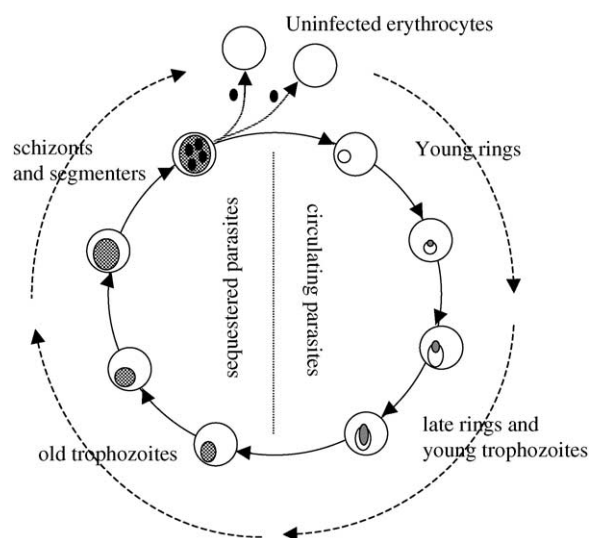 Uninfected erythrocytes
schizonts
and segmenters
Young rings
sequestered parasites
circulating parasites
old trophozoites
late rings and
young trophozoites